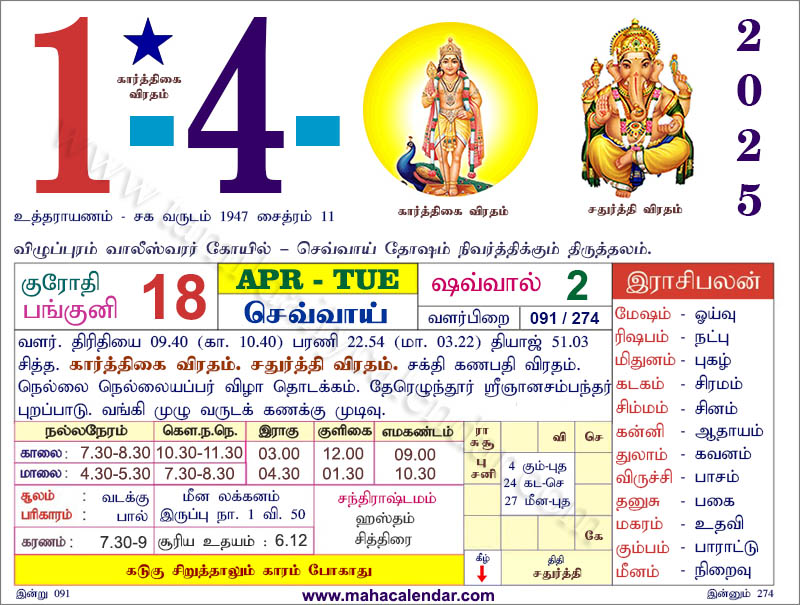 1-4- 2025
கார்த்திகை
விரதம்
கார்த்திகை விரதம்
சதுர்த்தி விரதம்
உத்தராயணம் - சக வருடம் 1947 சைத்ரம் 11
விழுப்புரம் வாலீஸ்வரர் கோயில் – செவ்வாய் தோஷம் நிவர்த்திக்கும் திருத்தலம்.
குரோதி
பங்குனி 18
APR - TUE
செவ்வாய்
ஷவ்வால் 2
வளர்பிறை 091 / 274
வளர். திரிதியை 09.40 (கா. 10.40) பரணி 22.54 (மா. 03.22) தியாஜ் 51.03
சித்த. கார்த்திகை விரதம். சதுர்த்தி விரதம். சக்தி கணபதி விரதம்.
நெல்லை நெல்லையப்பர் விழா தொடக்கம். தேரெழுந்தூர் ஸ்ரீஞானசம்பந்தர்
புறப்பாடு. வங்கி முழு வருடக் கணக்கு முடிவு.
நல்லநேரம் கௌ.ந.நெ. இராகு குளிகை எமகண்டம்
காலை: 7.30-8.30 10.30-11.30 03.00 12.00 09.00
மாலை: 4.30-5.30 7.30-8.30 04.30 01.30 10.30
சூலம் : வடக்கு
பரிகாரம் : பால்
மீன லக்கனம்
இருப்பு நா. 1 வி. 50
சந்திராஷ்டமம்
ஹஸ்தம்
சித்திரை
கரணம்: 7.30-9 சூரிய உதயம் : 6.12
கடுகு சிறுத்தாலும் காரம் போகாது
ரா
சு சூ
பு
சனி
வி
செ
4 கும்-புத
24 கட-செ
27 மீன-புத
கே
கீழ்
திதி
சதுர்த்தி
இராசிபலன்
மேஷம் - ஓய்வு
ரிஷபம் - நட்பு
மிதுனம் - புகழ்
கடகம் - சிரமம்
சிம்மம் - சினம்
கன்னி - ஆதாயம்
துலாம் - கவனம்
விருச்சி - பாசம்
தனுசு - பகை
மகரம் - உதவி
கும்பம் - பாராட்டு
மீனம் - நிறைவு
இன்று 091
www.mahacalendar.com
இன்னும் 274